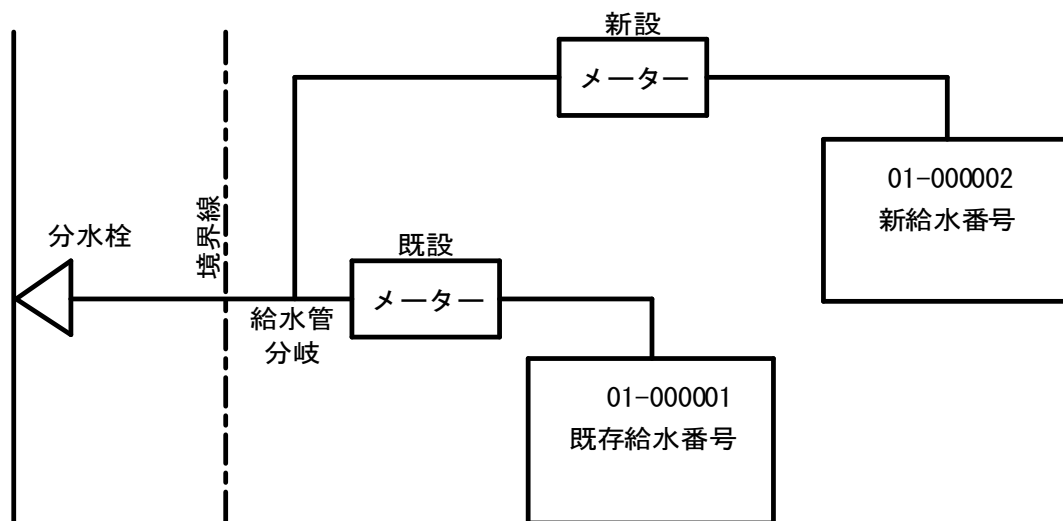 新設
メーター
01-000002
新給水番号
境界線
分水栓
既設
メーター
給水管
分岐
01-000001
既存給水番号